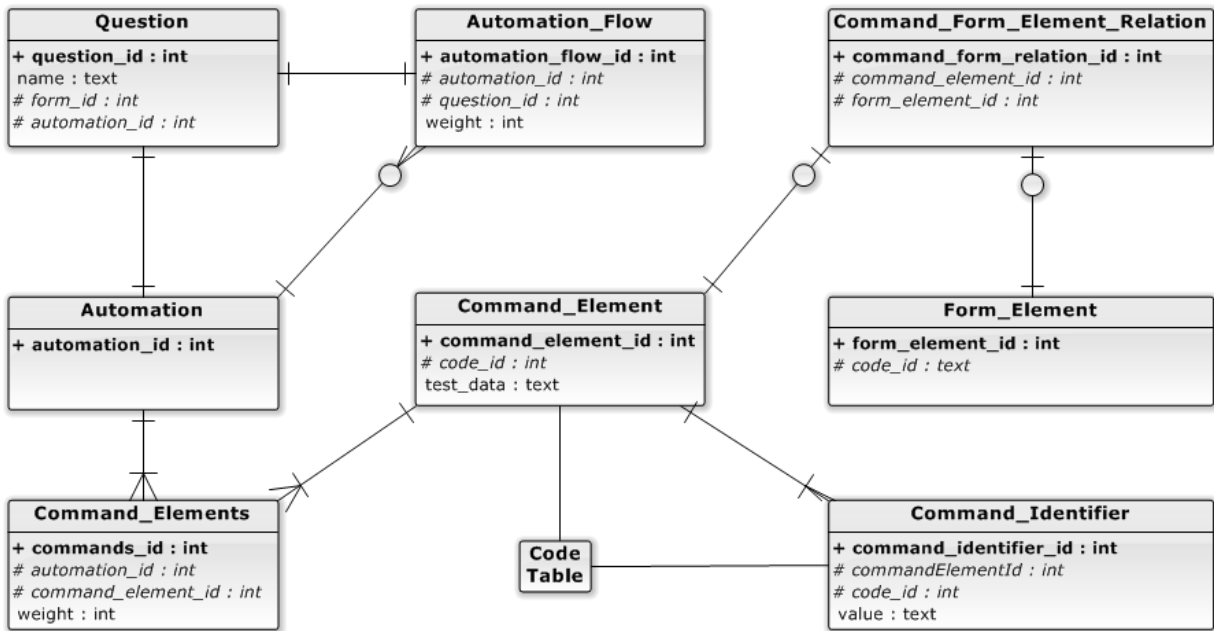 Question
+ question_id : int
name : text
# form_id : int
# automation_id : int
Automation_Flow
+ automation_flow_id : int
# automation_id : int
# question_id : int
weight : int
Command_Form_Element_Relation
+ command_form_relation_id : int
# command_element_id : int
# form_element_id : int
Automation
+ automation_id : int
Command_Element
+ command_element_id : int
# code_id : int
test_data : text
Form_Element
+ form_element_id : int
# code_id : text
Command_Elements
+ commands_id : int
# automation_id : int
# command_element_id : int
weight : int
Code
Table
Command_Identifier
+ command_identifier_id : int
# commandElementId : int
# code_id : int
value : text